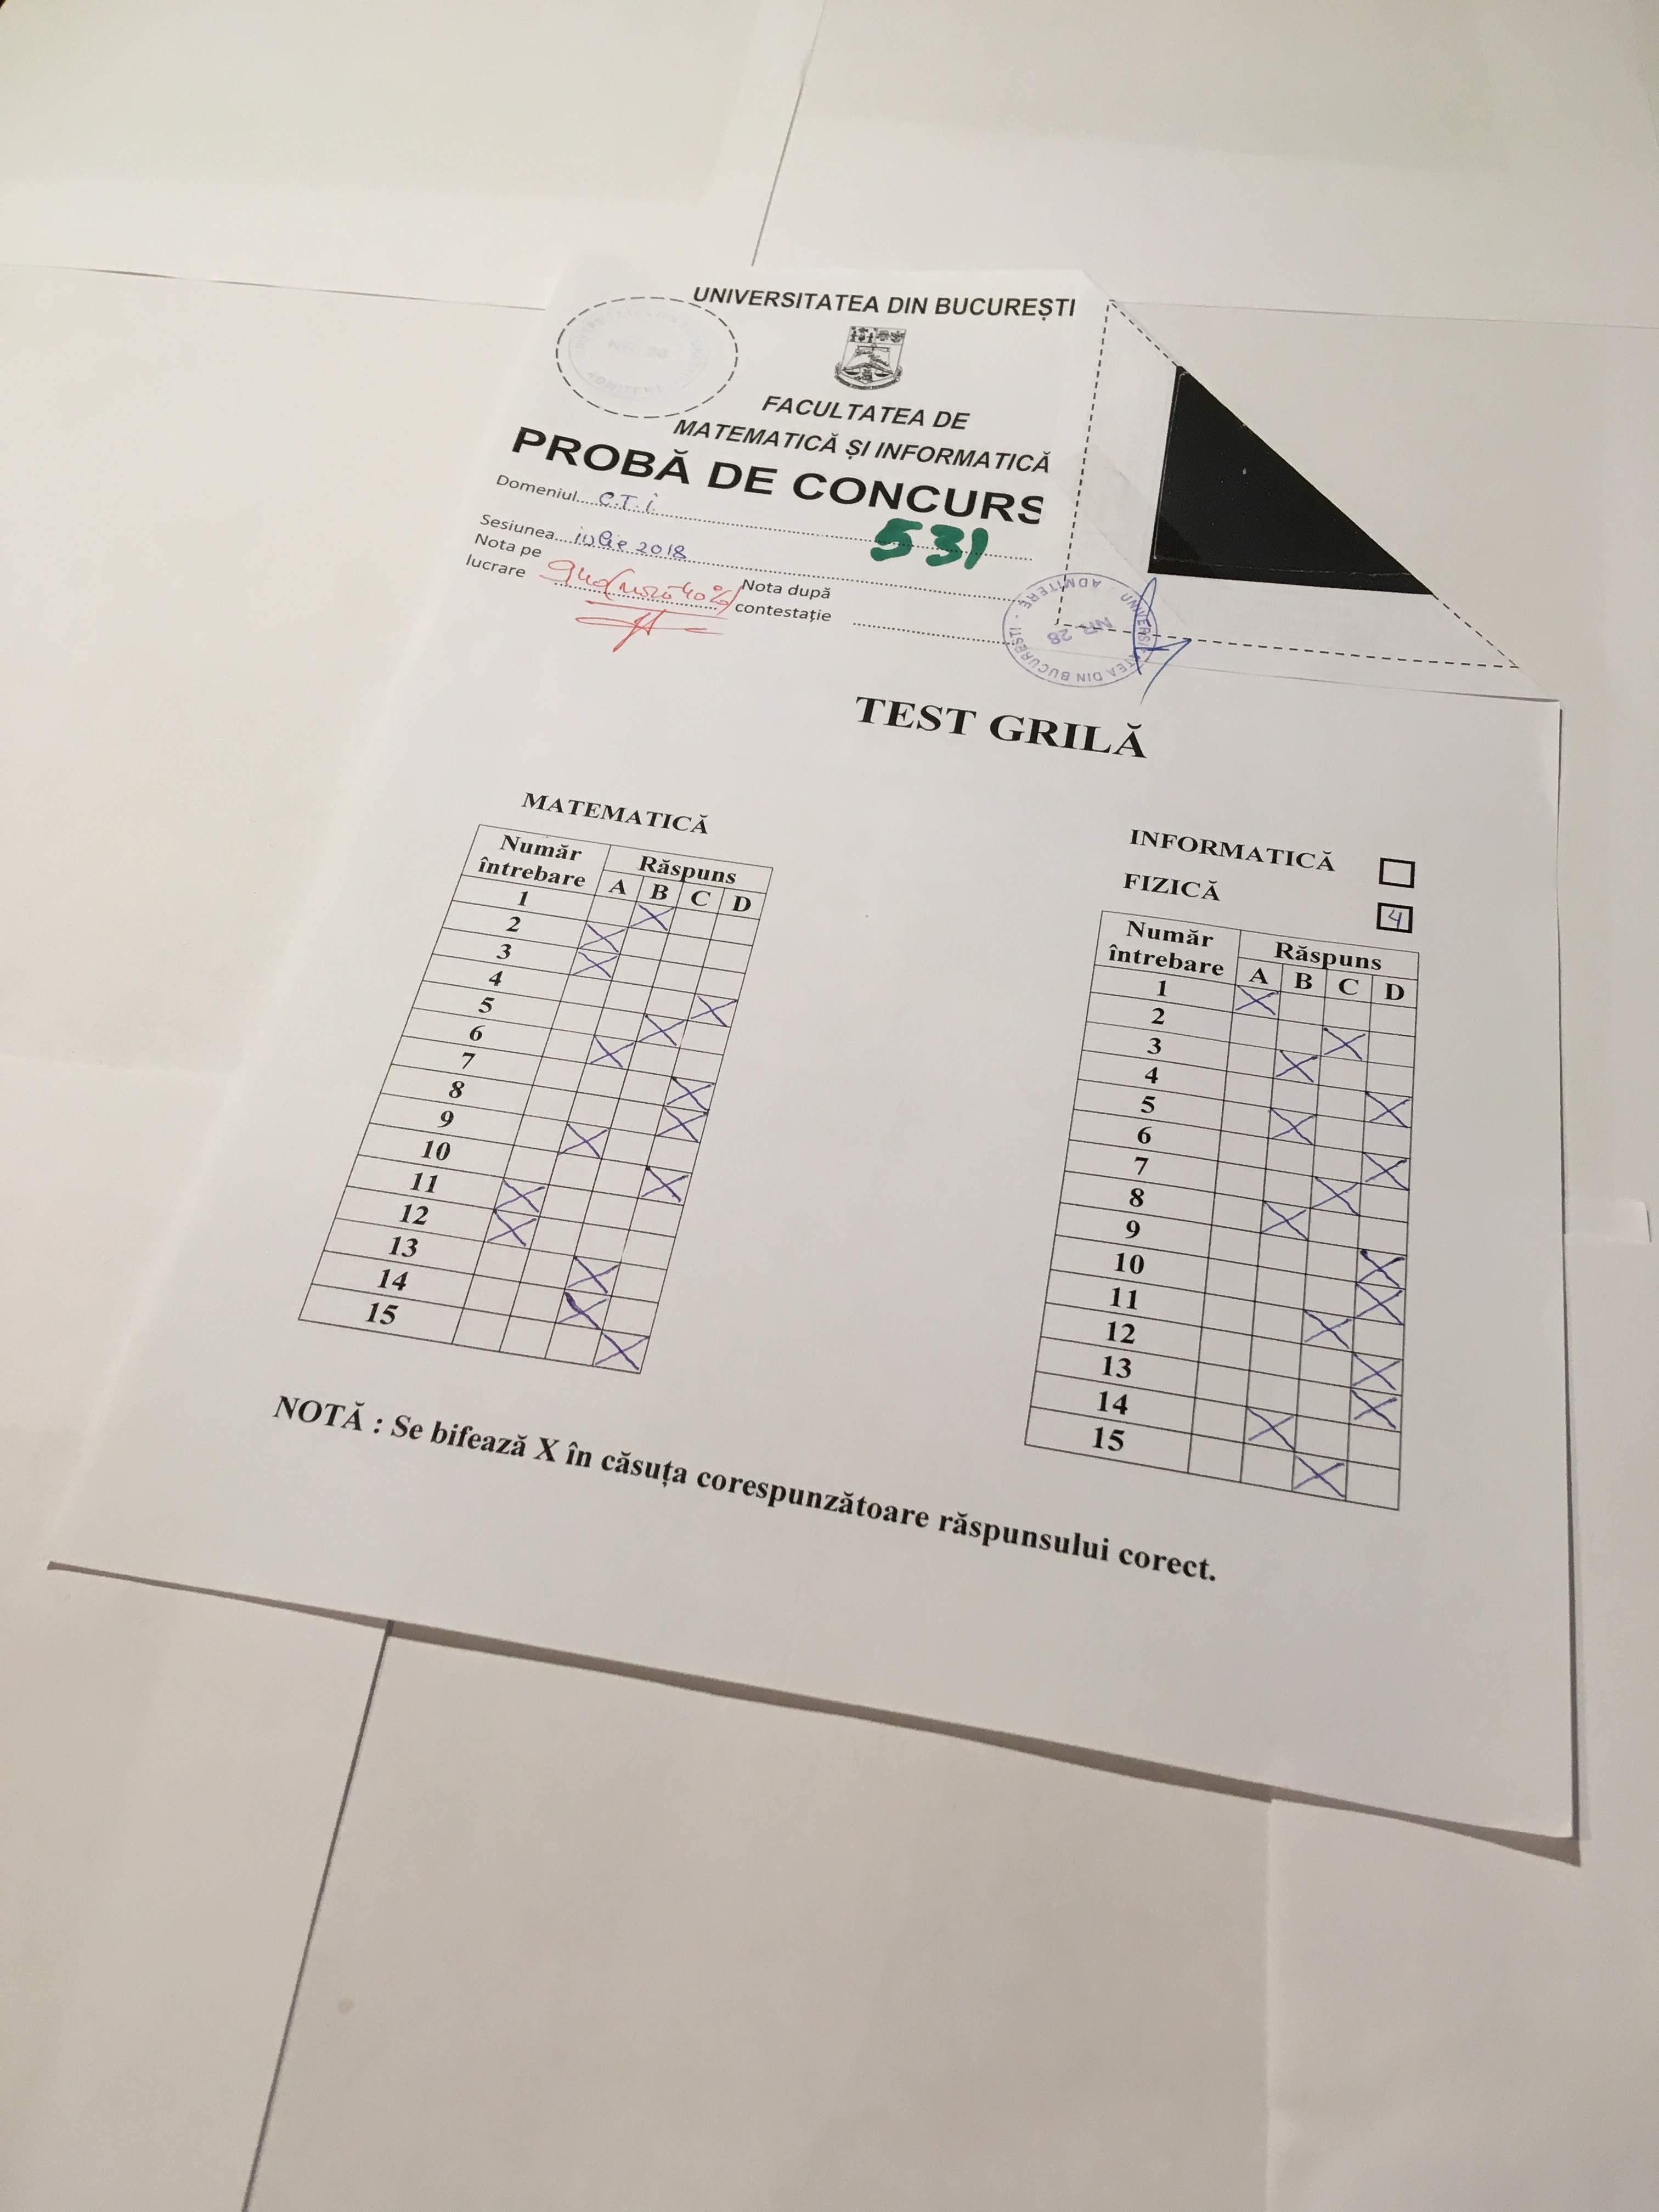 UNIVERSITATEA DIN BUCUREȘTI
FACULTATEA DE
MATEMATICĂ ȘI INFORMATICĂ
PROBĂ DE CONCURS
Domeniul C.T.i.
531
Sesiunea iulie 2018
Nota pe
lucrare
Nota după
contestație
UNIVERSITATEA DIN BUCUREȘTI · ADMITERE ·
NR 28
TEST GRILĂ
MATEMATICĂ
Număr
întrebare
Răspuns
A B C D
1 X
2 X
3 X
4
5 X
6 X
7 X
8 X
9 X
10 X
11 X
12 X
13 X
14 X
15 X
INFORMATICĂ
FIZICĂ 4
Număr
întrebare
Răspuns
A B C D
1 X
2 X
3 X
4 X
5 X
6 X
7 X
8 X
9 X
10 X
11 X
12 X
13 X
14 X
15 X
NOTĂ : Se bifează X în căsuța corespunzătoare răspunsului corect.